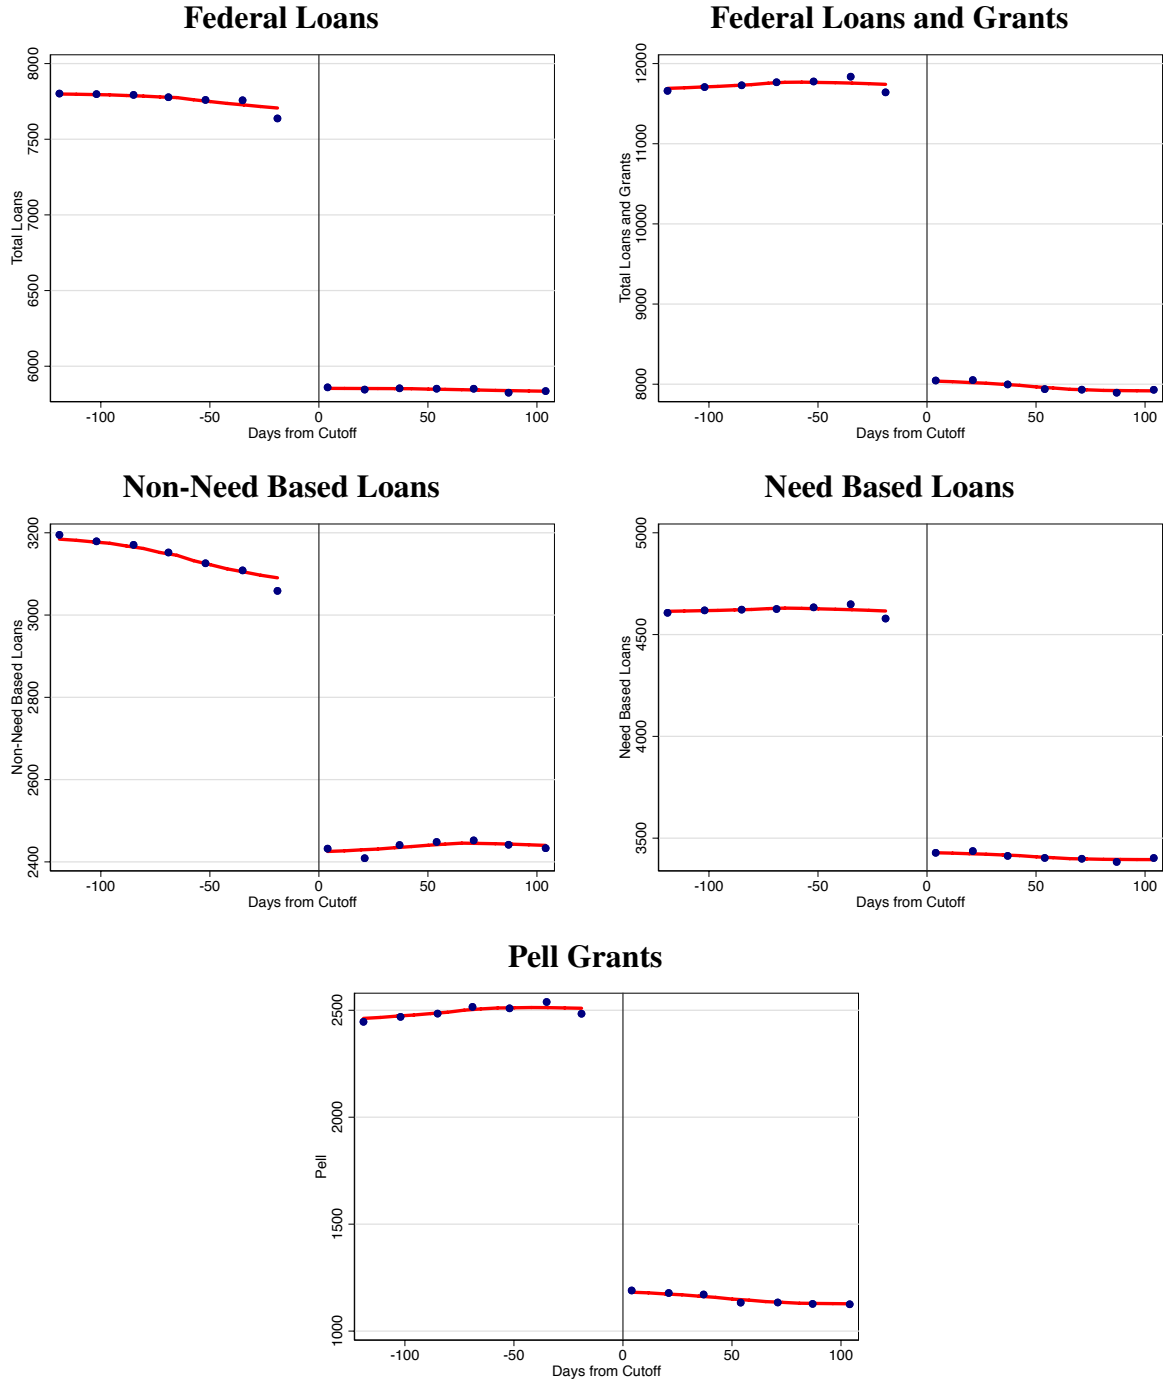 Federal Loans
Total Loans
8000
7500
7000
6500
6000
-100 -50 0 50 100
Days from Cutoff
Federal Loans and Grants
Total Loans and Grants
12000
11000
10000
9000
8000
-100 -50 0 50 100
Days from Cutoff
Non-Need Based Loans
Non-Need Based Loans
3200
3000
2800
2600
2400
-100 -50 0 50 100
Days from Cutoff
Need Based Loans
Need Based Loans
5000
4500
4000
3500
-100 -50 0 50 100
Days from Cutoff
Pell Grants
Pell
2500
2000
1500
1000
-100 -50 0 50 100
Days from Cutoff